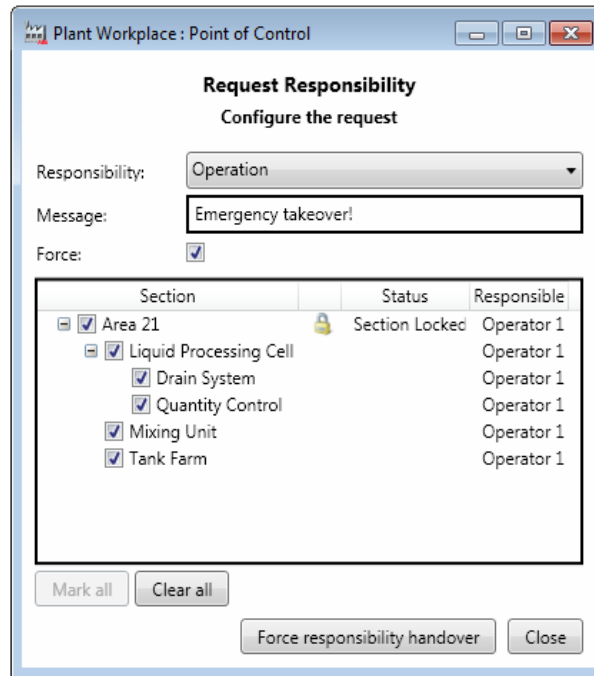 Plant Workplace : Point of Control
Request Responsibility
Configure the request
Responsibility: Operation
Message: Emergency takeover!
Force:
Section Status Responsible
Area 21 Section Locked Operator 1
Liquid Processing Cell Operator 1
Drain System Operator 1
Quantity Control Operator 1
Mixing Unit Operator 1
Tank Farm Operator 1
Mark all Clear all
Force responsibility handover Close